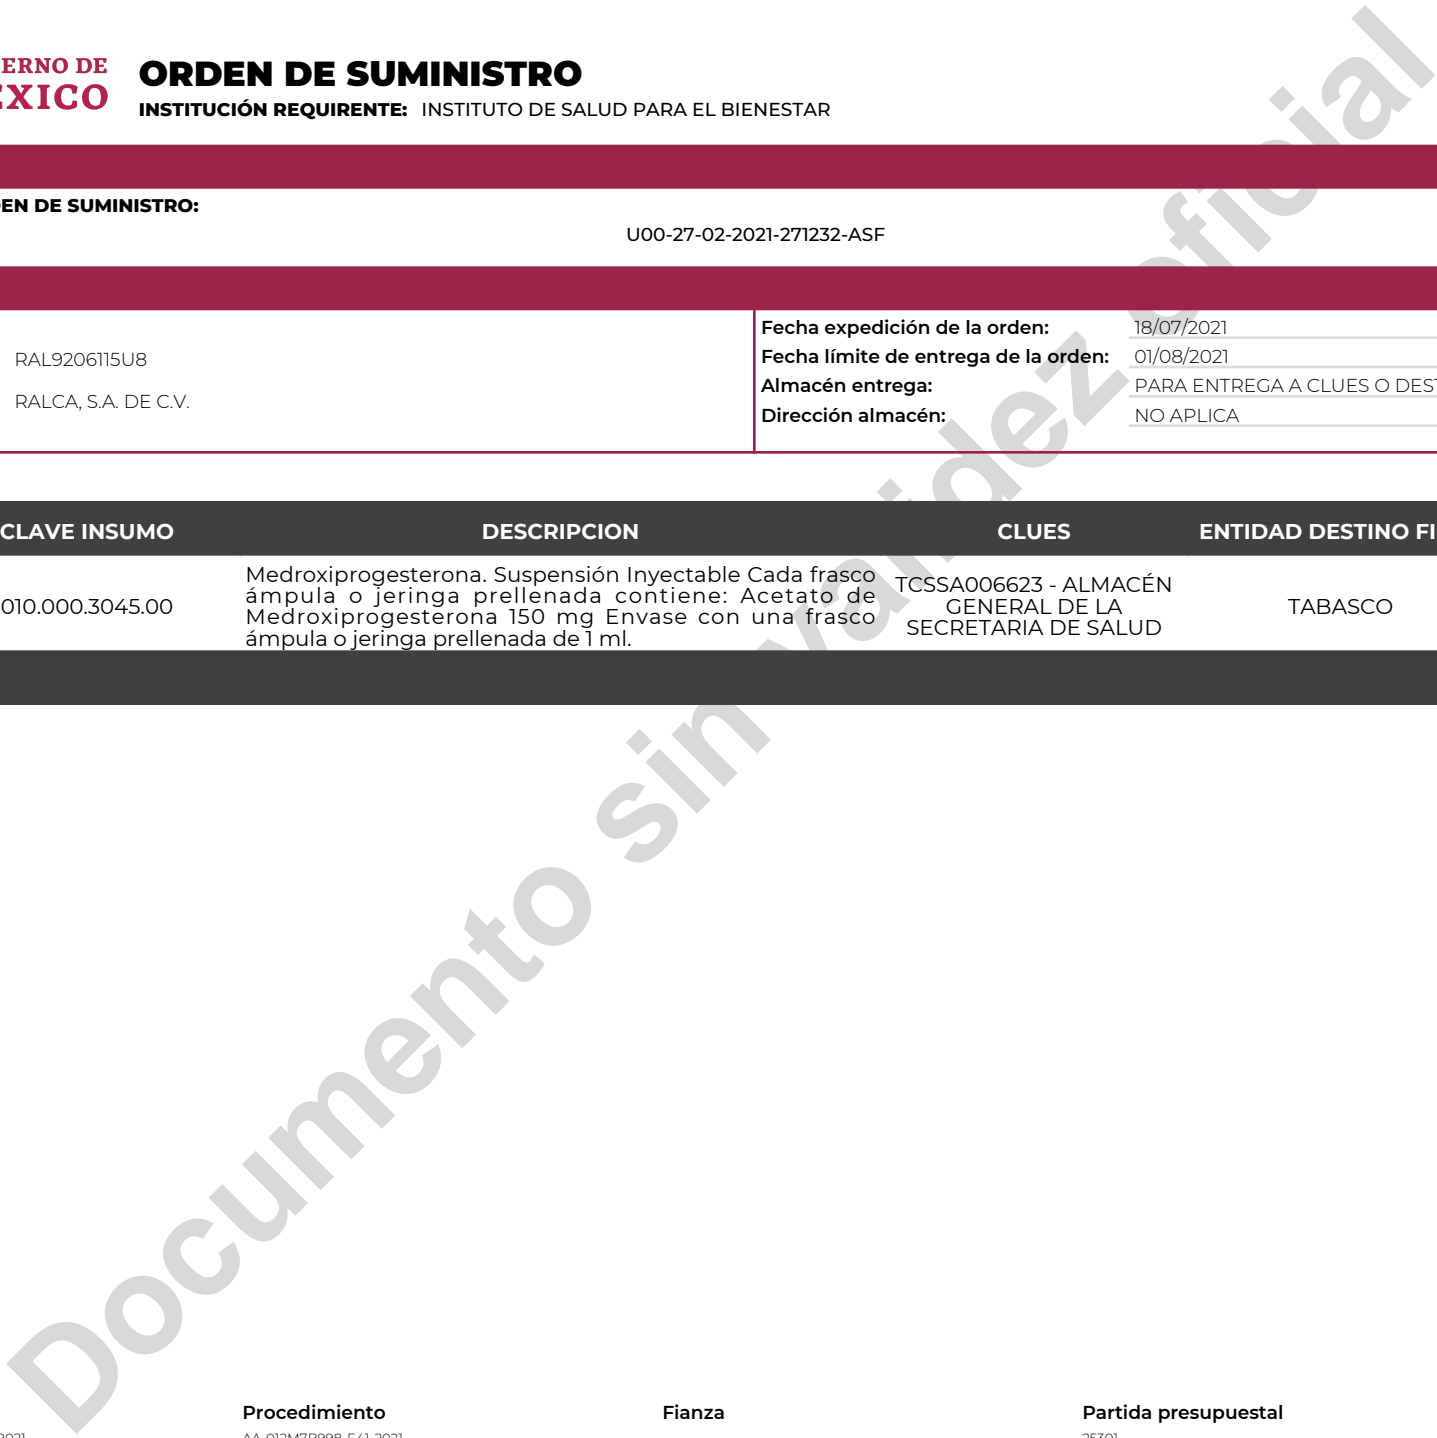 ERNO DE
EXICO
ORDEN DE SUMINISTRO
INSTITUCIÓN REQUIRENTE: INSTITUTO DE SALUD PARA EL BIENESTAR
EN DE SUMINISTRO:
U00-27-02-2021-271232-ASF
RAL9206115U8
RALCA, S.A. DE C.V.
Fecha expedición de la orden: 18/07/2021
Fecha límite de entrega de la orden: 01/08/2021
Almacén entrega: PARA ENTREGA A CLUES O DEST
Dirección almacén: NO APLICA
CLAVE INSUMO DESCRIPCION CLUES ENTIDAD DESTINO FI
010.000.3045.00
Medroxiprogesterona. Suspensión Inyectable Cada frasco
ámpula o jeringa prellenada contiene: Acetato de
Medroxiprogesterona 150 mg Envase con una frasco
ámpula o jeringa prellenada de 1 ml.
TCSSA006623 - ALMACÉN
GENERAL DE LA
SECRETARIA DE SALUD
TABASCO
Documento sin validez oficial
Procedimiento Fianza Partida presupuestal